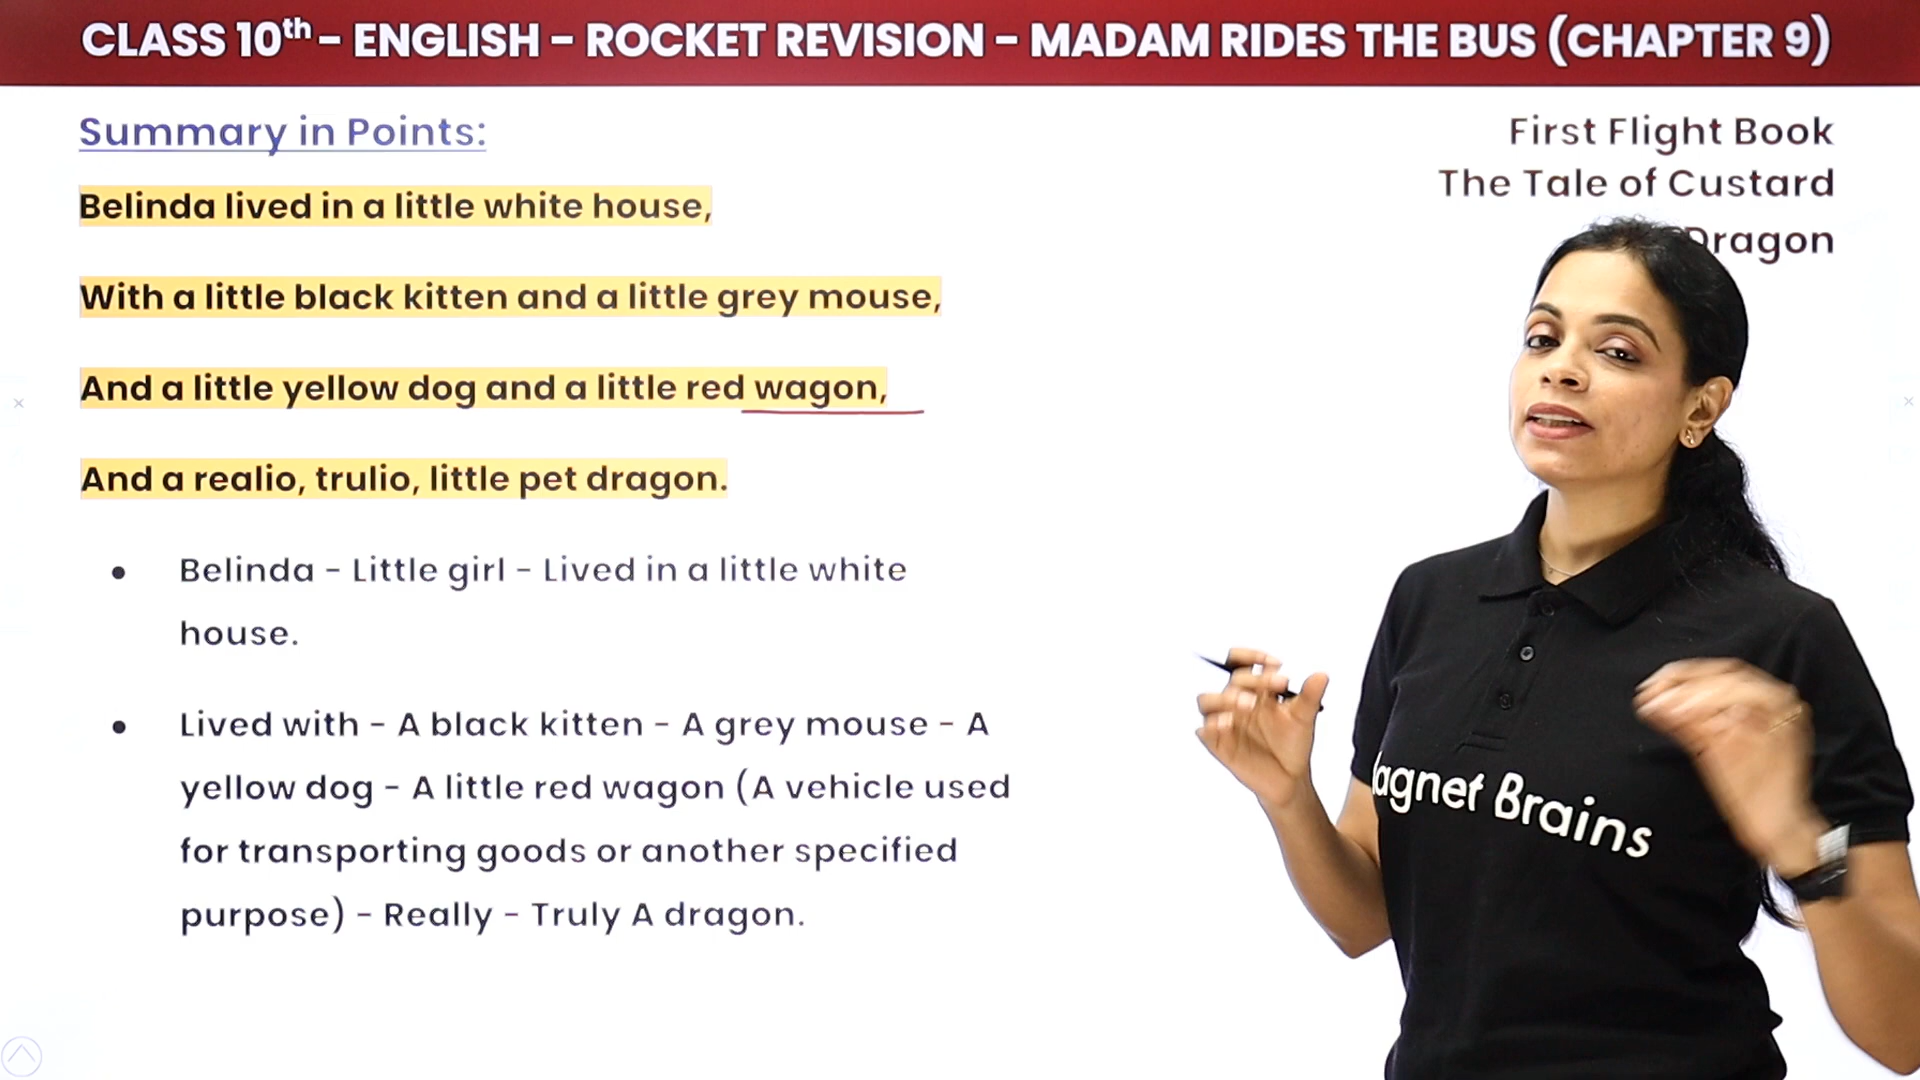 CLASS 10th - ENGLISH - ROCKET REVISION - MADAM RIDES THE BUS (CHAPTER 9)
Summary in Points:
First Flight Book
The Tale of Custard
Dragon
Belinda lived in a little white house,
With a little black kitten and a little grey mouse,
And a little yellow dog and a little red wagon,
And a realio, trulio, little pet dragon.
• Belinda - Little girl - Lived in a little white
house.
• Lived with - A black kitten - A grey mouse - A
yellow dog - A little red wagon (A vehicle used
for transporting goods or another specified
purpose) - Really - Truly A dragon.
agnet Brains